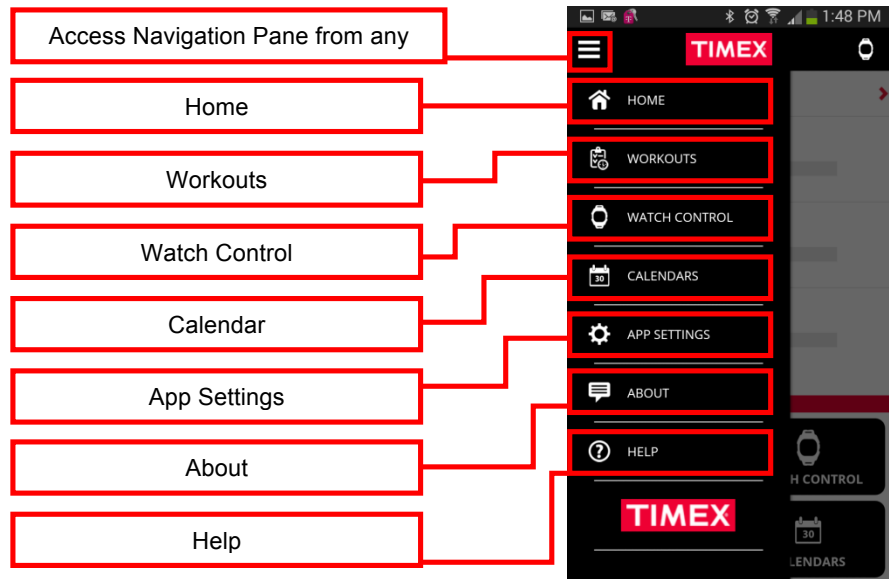 Access Navigation Pane from any
Home
Workouts
Watch Control
Calendar
App Settings
About
Help
1:48 PM
TIMEX
HOME
WORKOUTS
WATCH CONTROL
30 CALENDARS
APP SETTINGS
ABOUT
? HELP
TIMEX
H CONTROL
30
LENDARS